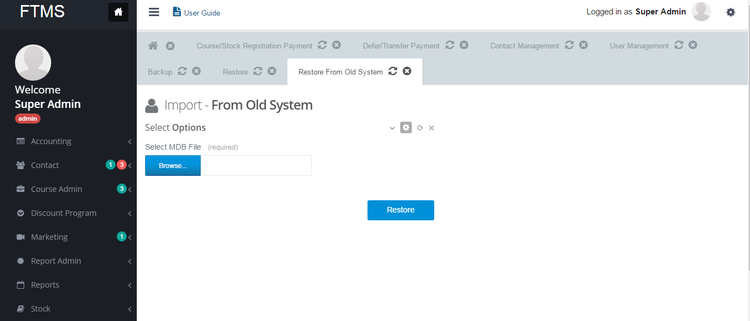 FTMS
User Guide
Logged in as Super Admin
Course/Stock Registration Payment
Defer/Transfer Payment
Contact Management
User Management
Backup
Restore
Restore From Old System
Welcome
Super Admin
admin
Accounting
Contact 1 3
Course Admin 3
Discount Program
Marketing 1
Report Admin
Reports
Stock
Import - From Old System
Select Options
Select MDB File (required)
Browse...
Restore